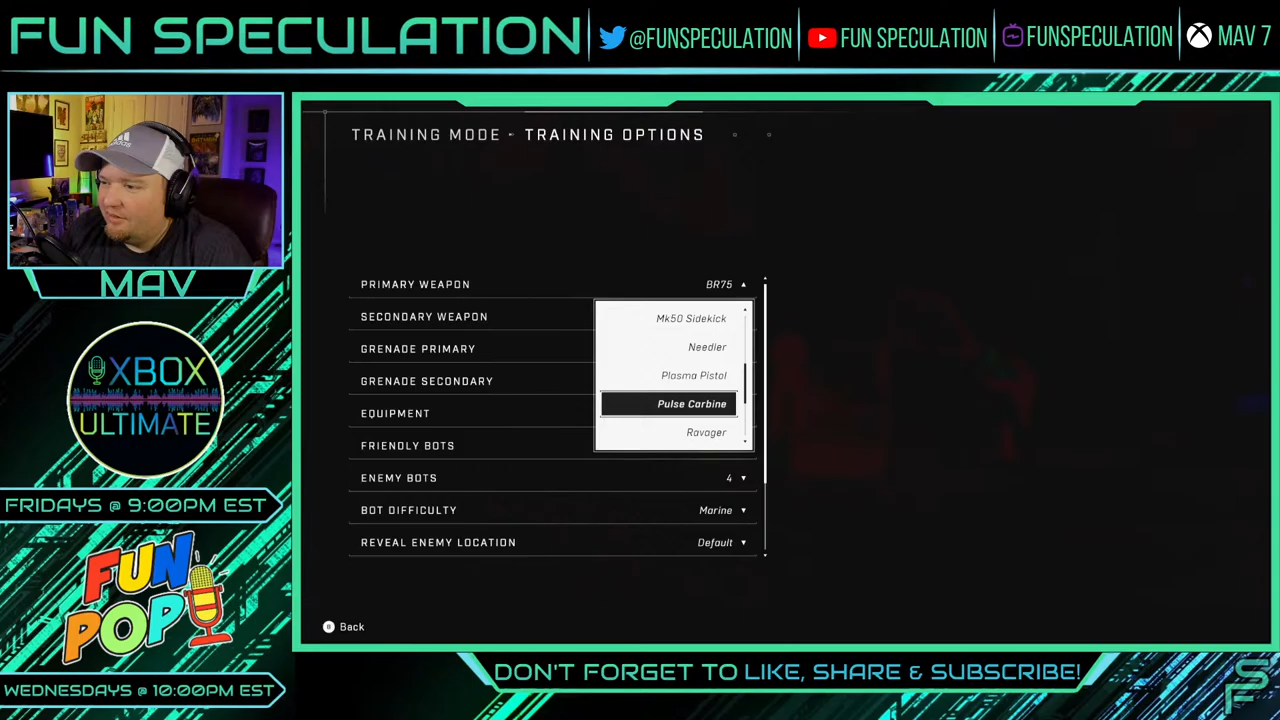 FUN SPECULATION
@FUNSPECULATION
FUN SPECULATION
FUNSPECULATION
MAV 7
TRAINING MODE - TRAINING OPTIONS
MAV
XBOX
ULTIMATE
FRIDAYS @ 9:00PM EST
FUN
POP
WEDNESDAYS @ 10:00PM EST
PRIMARY WEAPON BR75
SECONDARY WEAPON
GRENADE PRIMARY
GRENADE SECONDARY
EQUIPMENT
FRIENDLY BOTS
Mk50 Sidekick
Needler
Plasma Pistol
Pulse Carbine
Ravager
ENEMY BOTS 4
BOT DIFFICULTY Marine
REVEAL ENEMY LOCATION Default
B Back
DON'T FORGET TO LIKE, SHARE & SUBSCRIBE!
SF